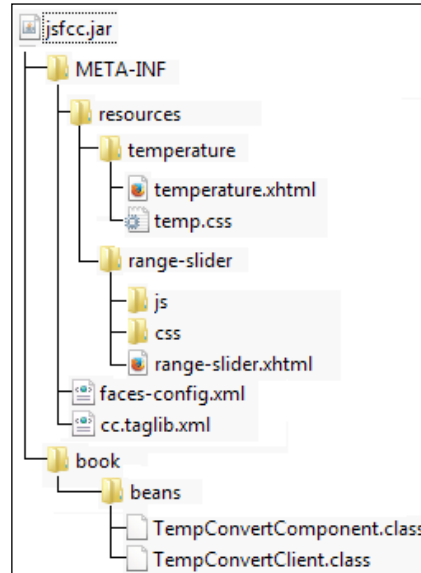 jsfcc.jar
META-INF
resources
temperature
temperature.xhtml
temp.css
range-slider
js
css
range-slider.xhtml
faces-config.xml
cc.taglib.xml
book
beans
TempConvertComponent.class
TempConvertClient.class